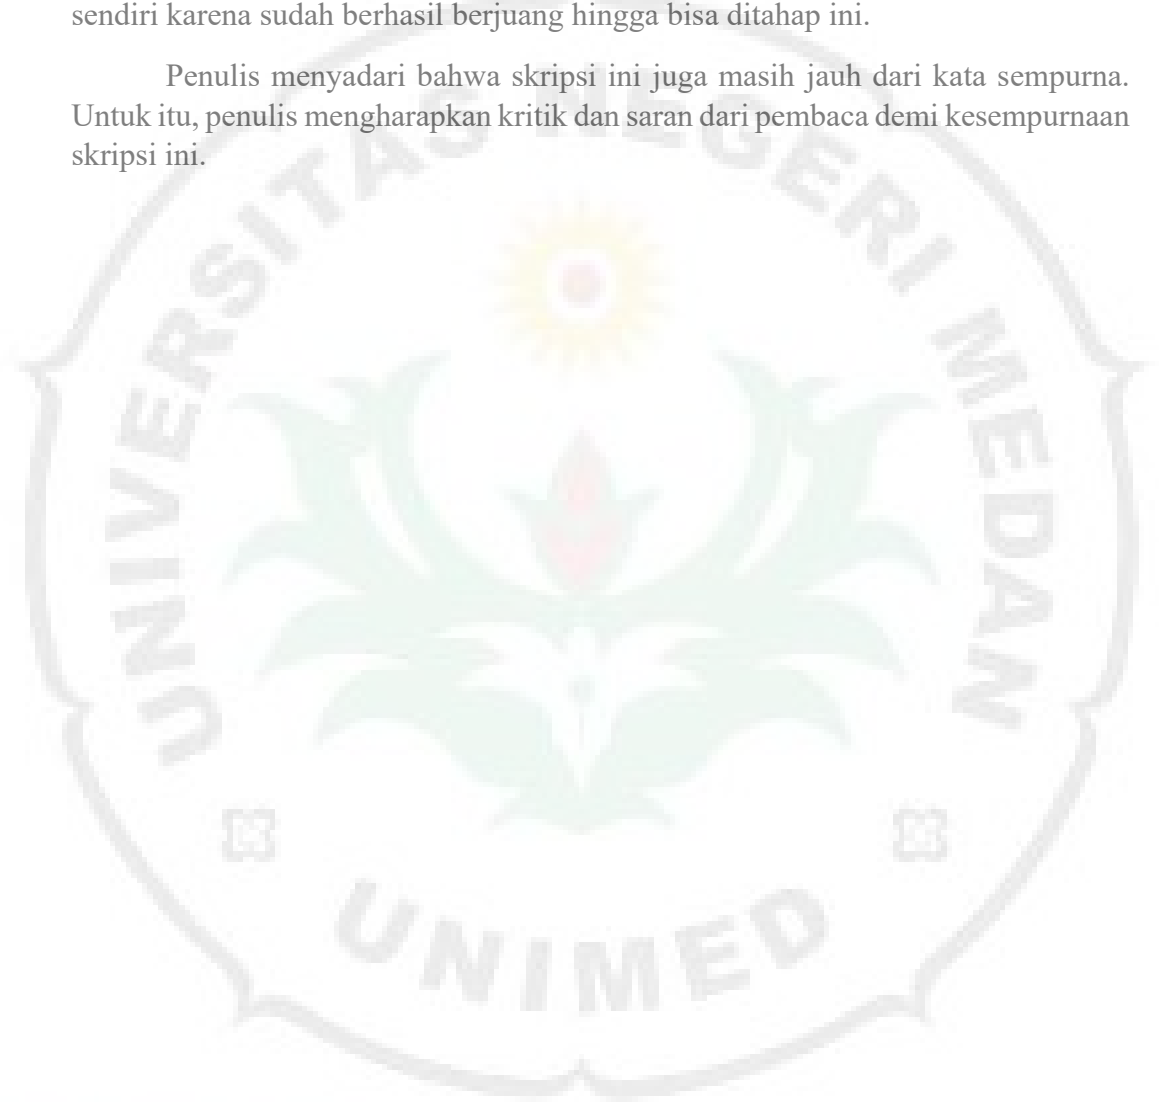 sendiri karena sudah berhasil berjuang hingga bisa ditahap ini.
Penulis menyadari bahwa skripsi ini juga masih jauh dari kata sempurna.
Untuk itu, penulis mengharapkan kritik dan saran dari pembaca demi kesempurnaan
skripsi ini.
UNIVERSITAS NEGERI MEDAN
UNIMED